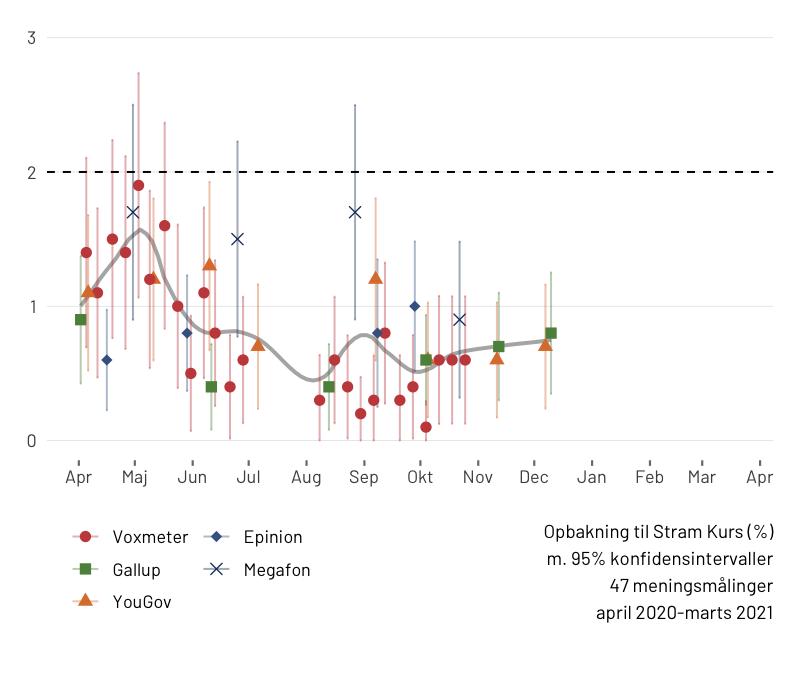 3
2
1
0
Apr Maj Jun Jul Aug Sep Okt Nov Dec Jan Feb Mar Apr
Voxmeter Epinion
Gallup Megafon
YouGov
Opbakning til Stram Kurs (%)
m. 95% konfidensintervaller
47 meningsmålinger
april 2020-marts 2021